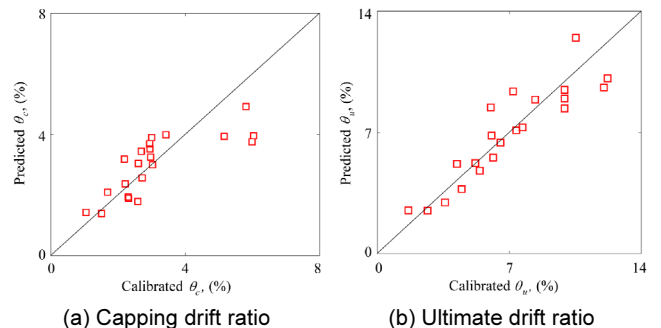 8
Predicted θc, (%)
4
0
0
4
8
Calibrated θc, (%)
(a) Capping drift ratio
14
Predicted θu, (%)
7
0
0
7
14
Calibrated θu, (%)
(b) Ultimate drift ratio